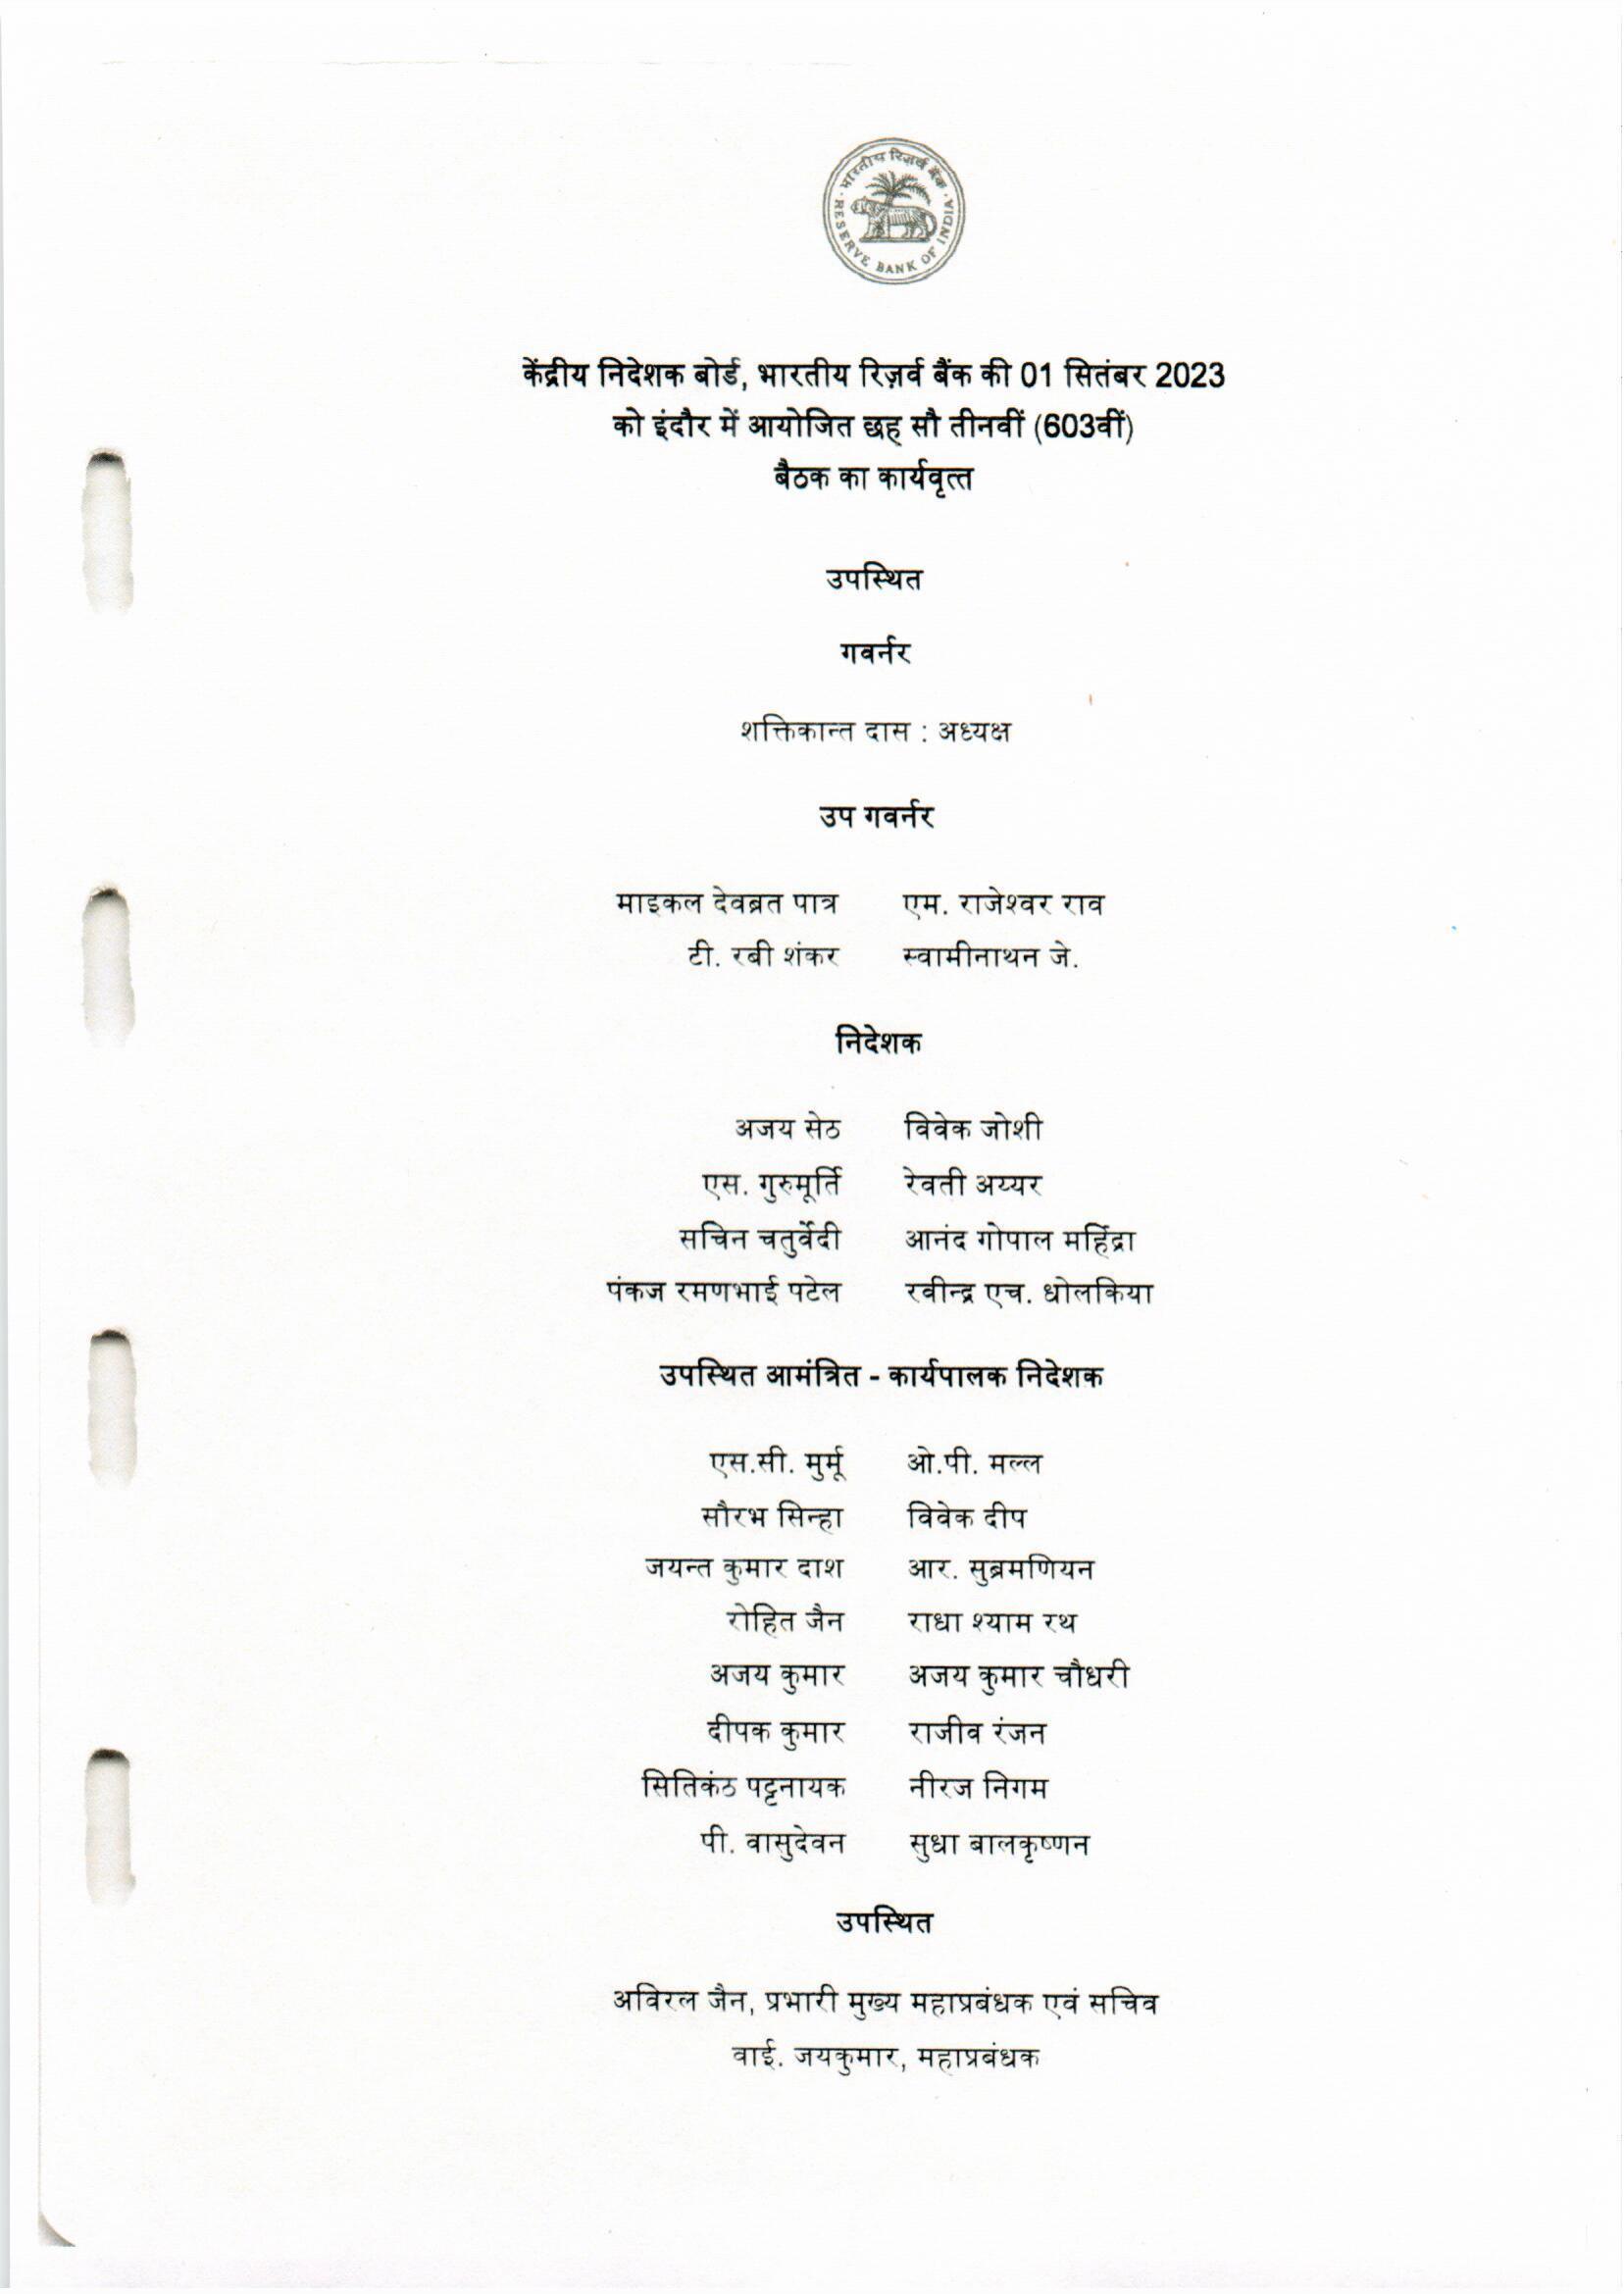 भारतीय रिज़र्व बैंक
RESERVE BANK OF INDIA
केंद्रीय निदेशक बोर्ड, भारतीय रिज़र्व बैंक की 01 सितंबर 2023
को इंदौर में आयोजित छह सौ तीनवीं (603वीं)
बैठक का कार्यवृत्त
उपस्थित
गवर्नर
शक्तिकान्त दास : अध्यक्ष
उप गवर्नर
माइकल देवब्रत पात्र एम. राजेश्वर राव
टी. रबी शंकर स्वामीनाथन जे.
निदेशक
अजय सेठ विवेक जोशी
एस. गुरुमूर्ति रेवती अय्यर
सचिन चतुर्वेदी आनंद गोपाल महिंद्रा
पंकज रमणभाई पटेल रवीन्द्र एच. धोलकिया
उपस्थित आमंत्रित - कार्यपालक निदेशक
एस.सी. मुर्मू ओ.पी. मल्ल
सौरभ सिन्हा विवेक दीप
जयन्त कुमार दाश आर. सुब्रमणियन
रोहित जैन राधा श्याम रथ
अजय कुमार अजय कुमार चौधरी
दीपक कुमार राजीव रंजन
सितिकंठ पट्टनायक नीरज निगम
पी. वासुदेवन सुधा बालकृष्णन
उपस्थित
अविरल जैन, प्रभारी मुख्य महाप्रबंधक एवं सचिव
वाई. जयकुमार, महाप्रबंधक